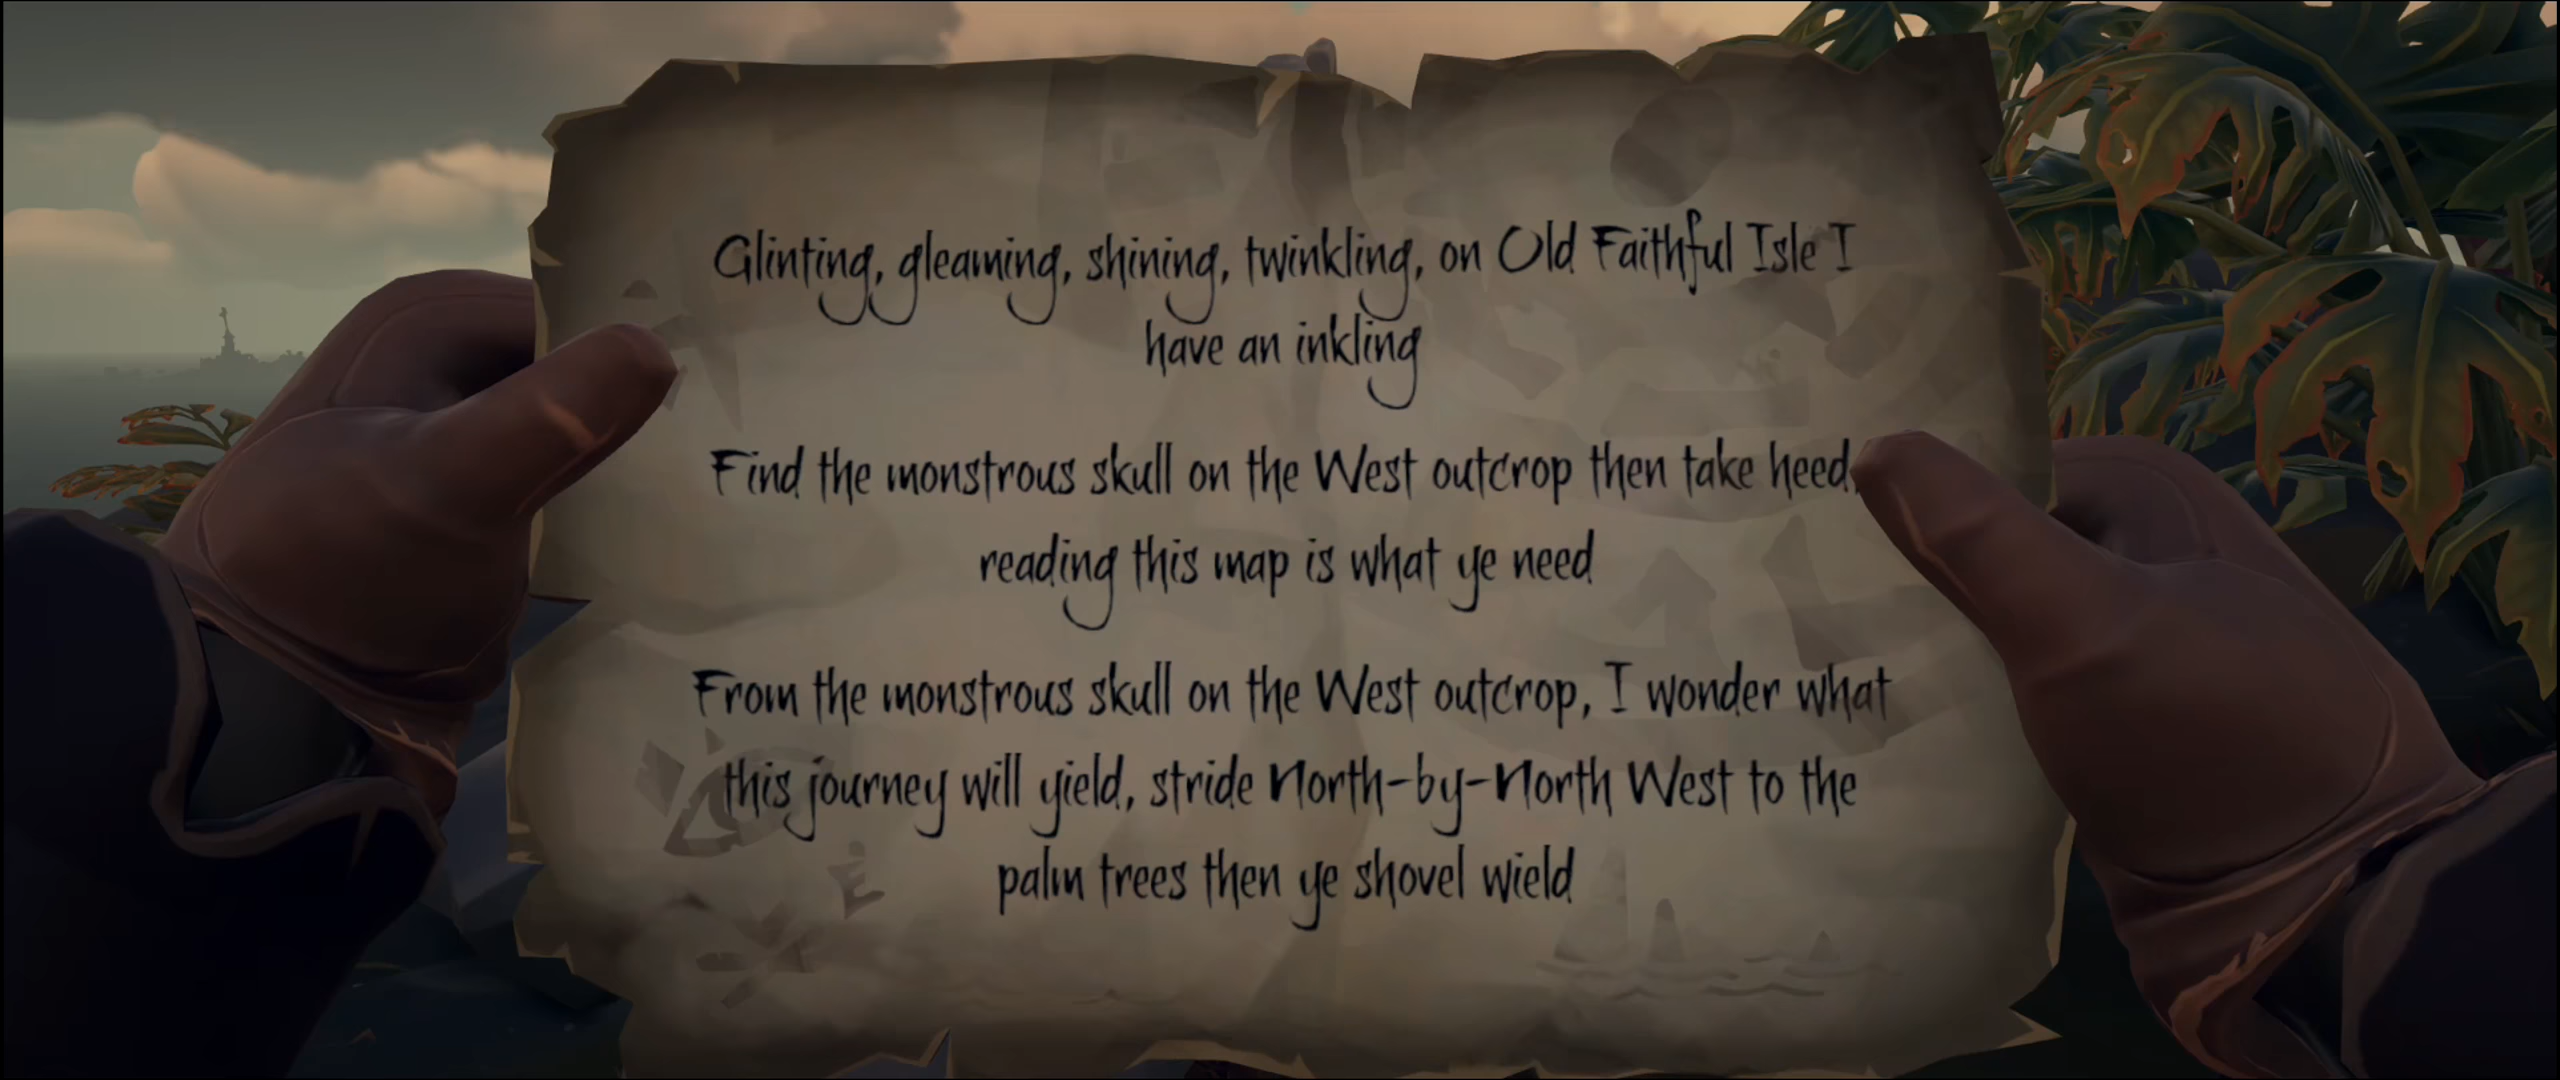 Glinting, gleaming, shining, twinkling, on Old Faithful Isle I
have an inkling
Find the monstrous skull on the West outcrop then take heed,
reading this map is what ye need
From the monstrous skull on the West outcrop, I wonder what
this journey will yield, stride North-by-North West to the
palm trees then ye shovel wield